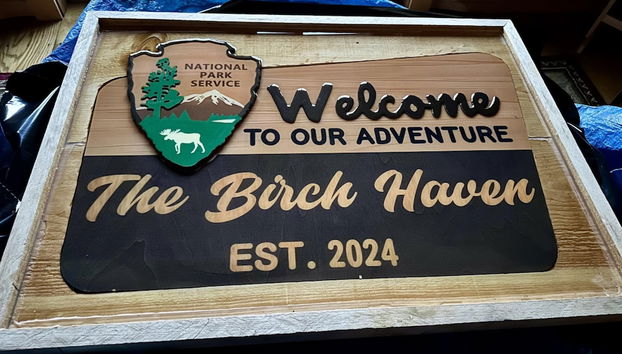 NATIONAL
PARK
SERVICE
Welcome
TO OUR ADVENTURE
The Birch Haven
EST. 2024